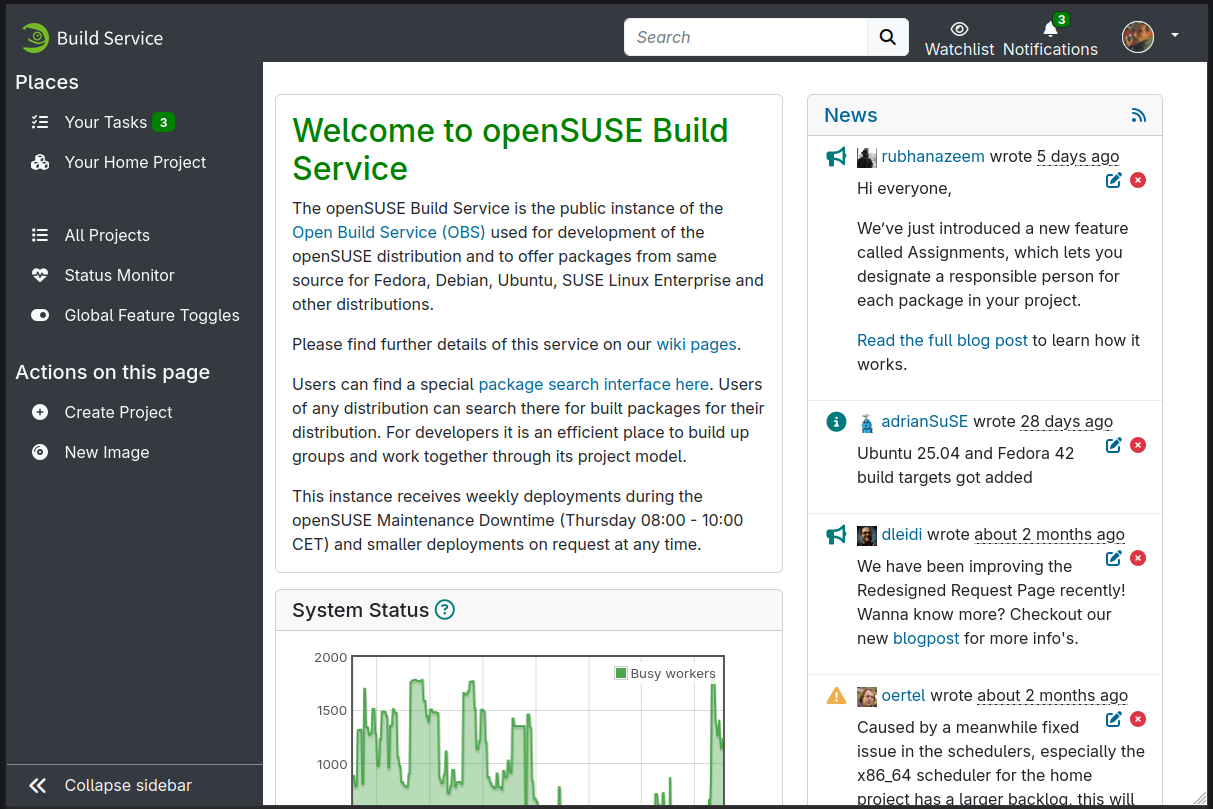 Build Service
Search
Watchlist
3
Notifications
Places
Your Tasks 3
Your Home Project
All Projects
Status Monitor
Global Feature Toggles
Actions on this page
Create Project
New Image
Collapse sidebar
Welcome to openSUSE Build
Service
The openSUSE Build Service is the public instance of the
Open Build Service (OBS) used for development of the
openSUSE distribution and to offer packages from same
source for Fedora, Debian, Ubuntu, SUSE Linux Enterprise and
other distributions.
Please find further details of this service on our wiki pages.
Users can find a special package search interface here. Users
of any distribution can search there for built packages for their
distribution. For developers it is an efficient place to build up
groups and work together through its project model.
This instance receives weekly deployments during the
openSUSE Maintenance Downtime (Thursday 08:00 - 10:00
CET) and smaller deployments on request at any time.
System Status
2000
1500
1000
Busy workers
News
rubhanazeem wrote 5 days ago
Hi everyone,
We’ve just introduced a new feature
called Assignments, which lets you
designate a responsible person for
each package in your project.
Read the full blog post to learn how it
works.
adrianSuSE wrote 28 days ago
Ubuntu 25.04 and Fedora 42
build targets got added
dleidi wrote about 2 months ago
We have been improving the
Redesigned Request Page recently!
Wanna know more? Checkout our
new blogpost for more info's.
oertel wrote about 2 months ago
Caused by a meanwhile fixed
issue in the schedulers, especially the
x86_64 scheduler for the home
project has a larger backlog, this will